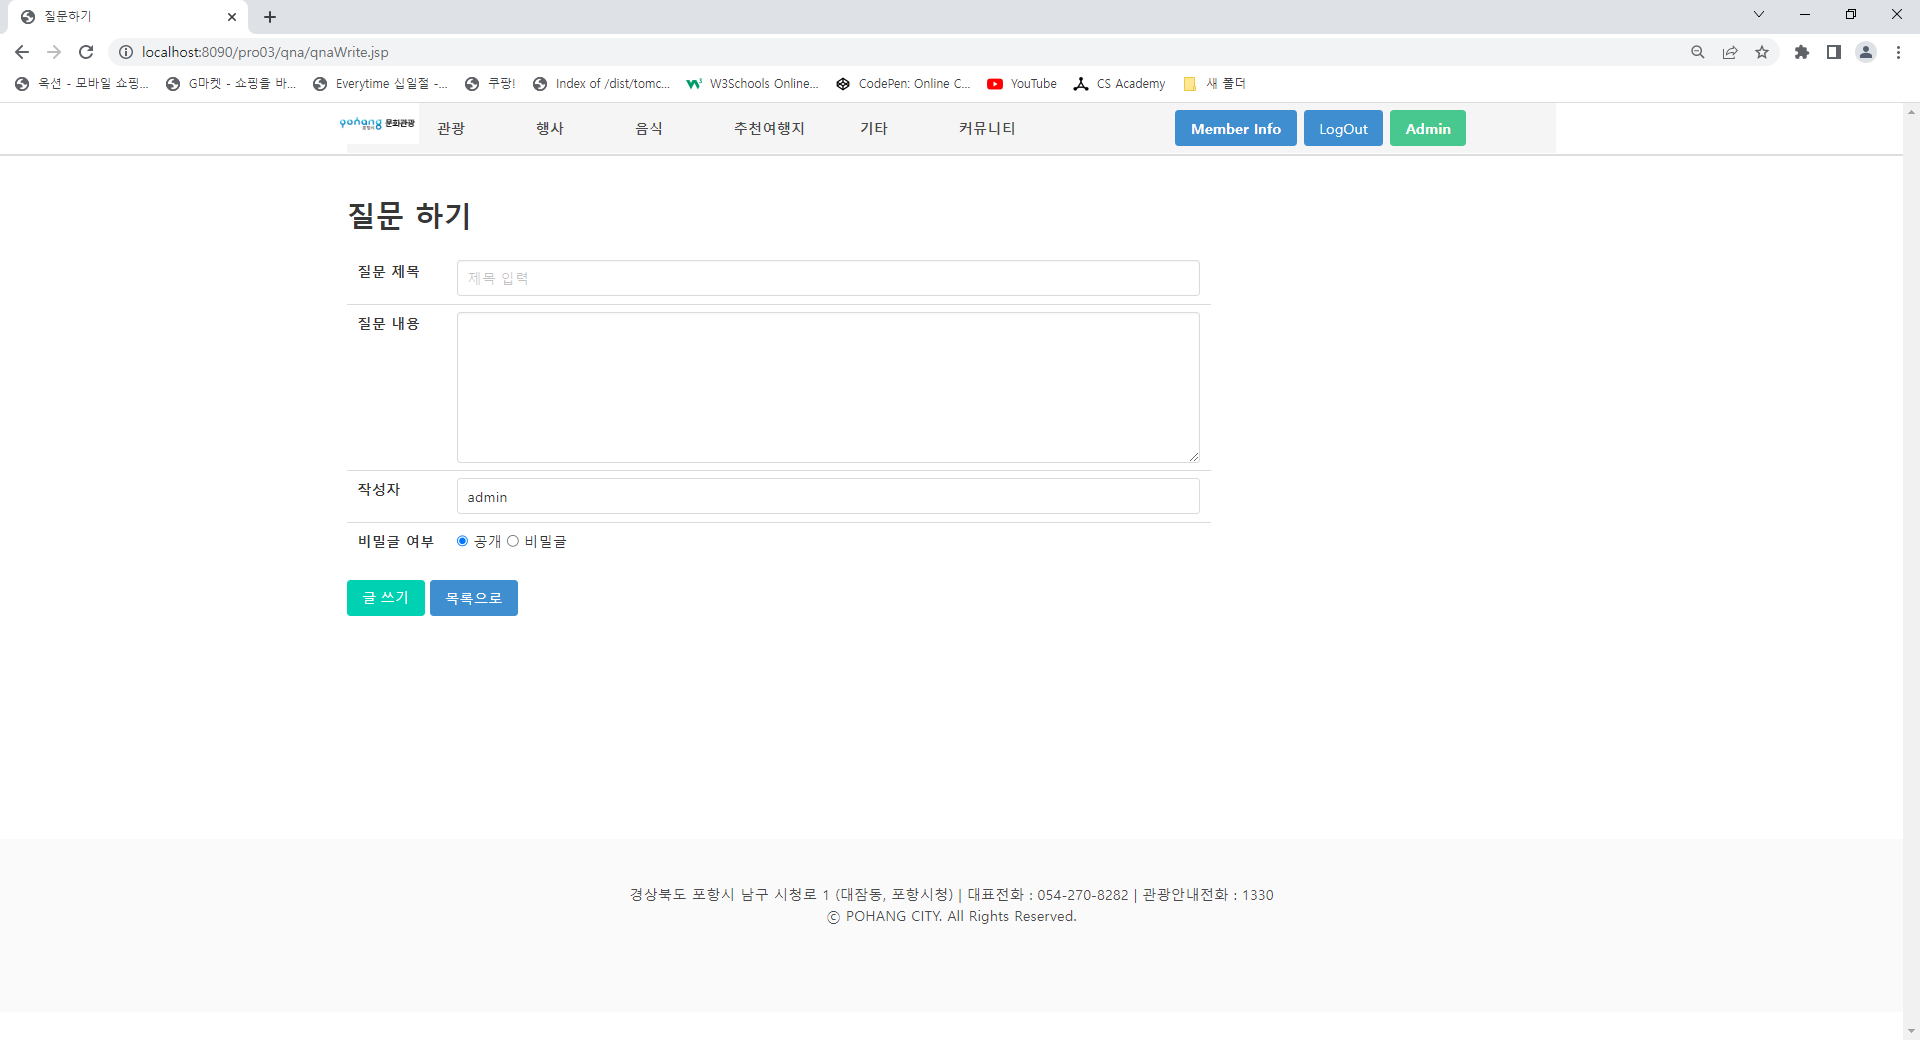 질문하기
localhost:8090/pro03/qna/qnaWrite.jsp
옥션 - 모바일 쇼핑... G마켓 - 쇼핑을 바... Everytime 십일절 -... 쿠팡! Index of /dist/tomc... W3Schools Online... CodePen: Online C... YouTube CS Academy 새 폴더
pohang 포항시 문화관광 관광 행사 음식 추천여행지 기타 커뮤니티 Member Info LogOut Admin
질문 하기
질문 제목 제목 입력
질문 내용
작성자 admin
비밀글 여부 공개 비밀글
글 쓰기 목록으로
경상북도 포항시 남구 시청로 1 (대잠동, 포항시청) | 대표전화 : 054-270-8282 | 관광안내전화 : 1330
ⓒ POHANG CITY. All Rights Reserved.